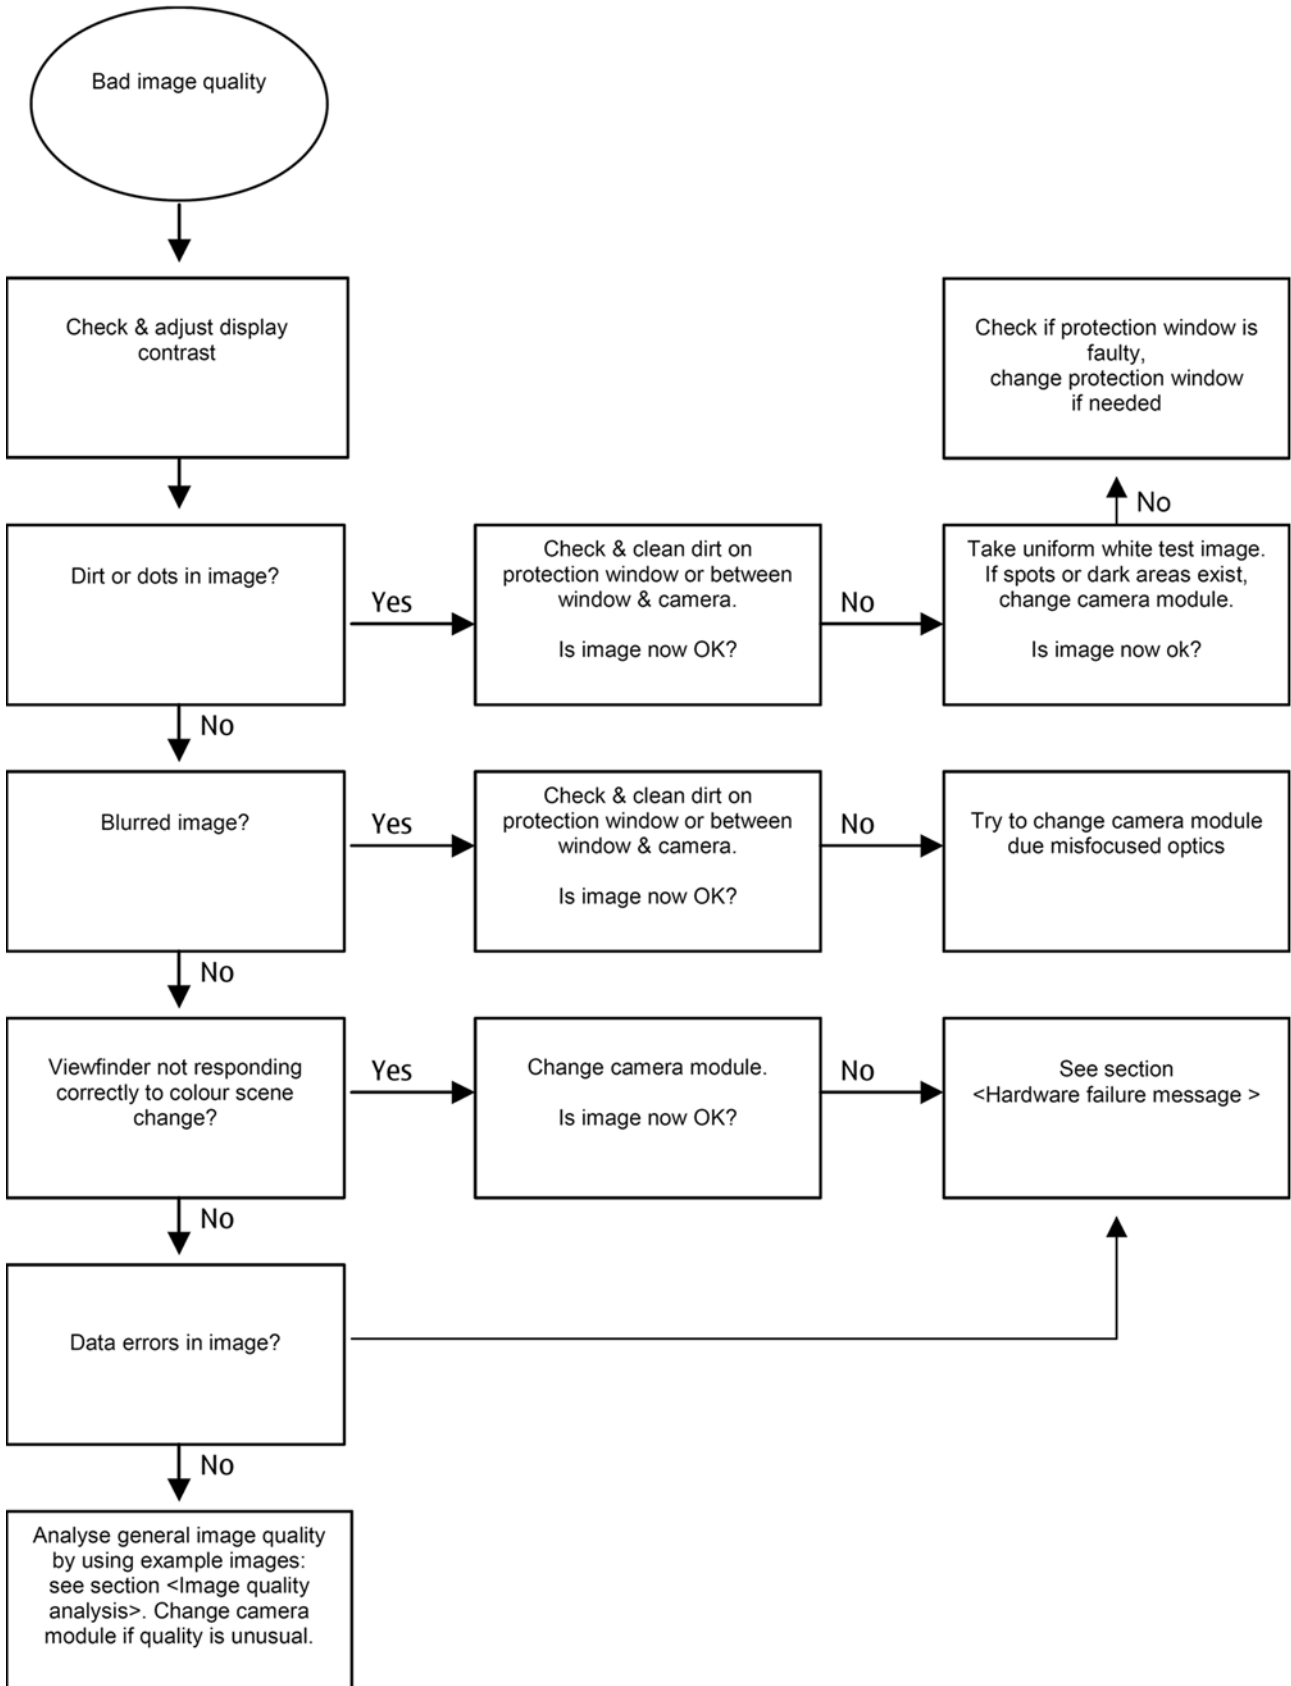 Bad image quality
Check & adjust display
contrast
Check if protection window is
faulty,
change protection window
if needed
No
Dirt or dots in image?
Yes
Check & clean dirt on
protection window or between
window & camera.
Is image now OK?
No
Take uniform white test image.
If spots or dark areas exist,
change camera module.
Is image now ok?
No
Blurred image?
Yes
Check & clean dirt on
protection window or between
window & camera.
Is image now OK?
No
Try to change camera module
due misfocused optics
No
Viewfinder not responding
correctly to colour scene
change?
Yes
Change camera module.
Is image now OK?
No
See section
<Hardware failure message >
No
Data errors in image?
No
Analyse general image quality
by using example images:
see section <Image quality
analysis>. Change camera
module if quality is unusual.